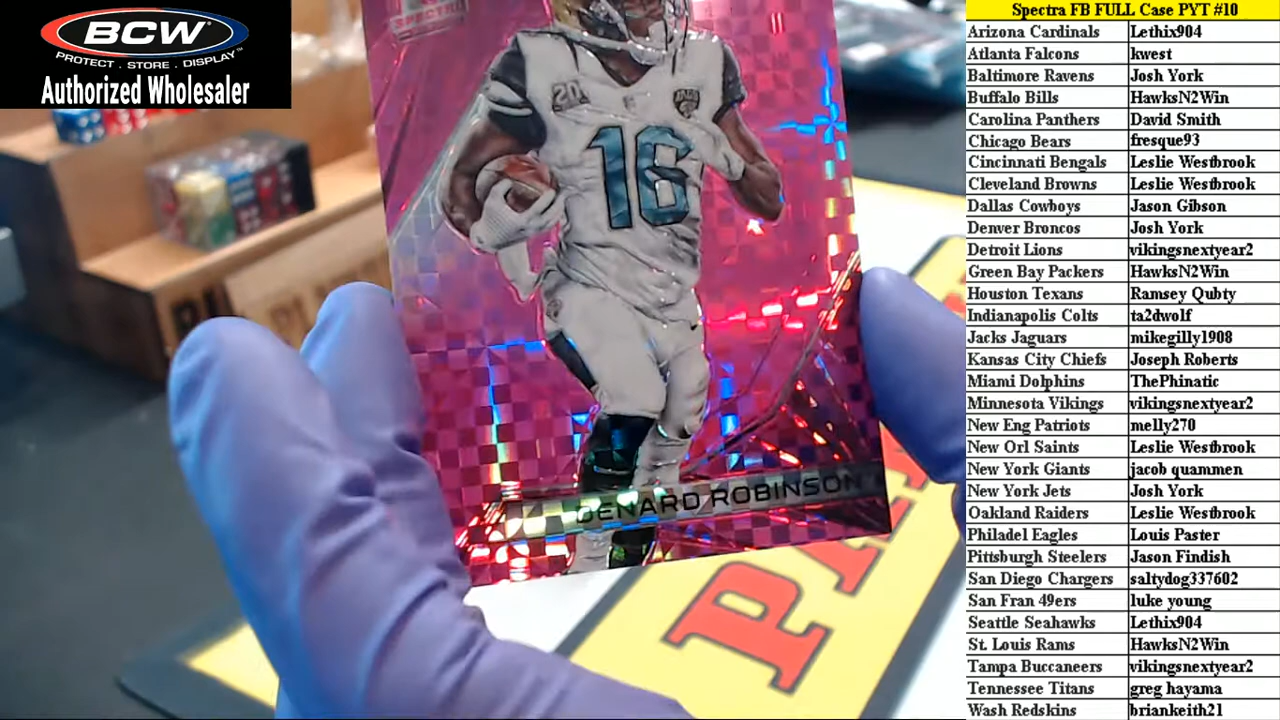 BCW
PROTECT . STORE . DISPLAY™
Authorized Wholesaler
SPECTRA
20
JAGS
16
DENARD ROBINSON
Spectra FB FULL Case PYT #10
Arizona Cardinals Lethix904
Atlanta Falcons kwest
Baltimore Ravens Josh York
Buffalo Bills HawksN2Win
Carolina Panthers David Smith
Chicago Bears fresque93
Cincinnati Bengals Leslie Westbrook
Cleveland Browns Leslie Westbrook
Dallas Cowboys Jason Gibson
Denver Broncos Josh York
Detroit Lions vikingsnextyear2
Green Bay Packers HawksN2Win
Houston Texans Ramsey Qubty
Indianapolis Colts ta2dwolf
Jacks Jaguars mikegilly1908
Kansas City Chiefs Joseph Roberts
Miami Dolphins ThePhinatic
Minnesota Vikings vikingsnextyear2
New Eng Patriots melly270
New Orl Saints Leslie Westbrook
New York Giants jacob quammen
New York Jets Josh York
Oakland Raiders Leslie Westbrook
Philadel Eagles Louis Paster
Pittsburgh Steelers Jason Findish
San Diego Chargers saltydog337602
San Fran 49ers luke young
Seattle Seahawks Lethix904
St. Louis Rams HawksN2Win
Tampa Buccaneers vikingsnextyear2
Tennessee Titans greg hayama
Wash Redskins briankeith21